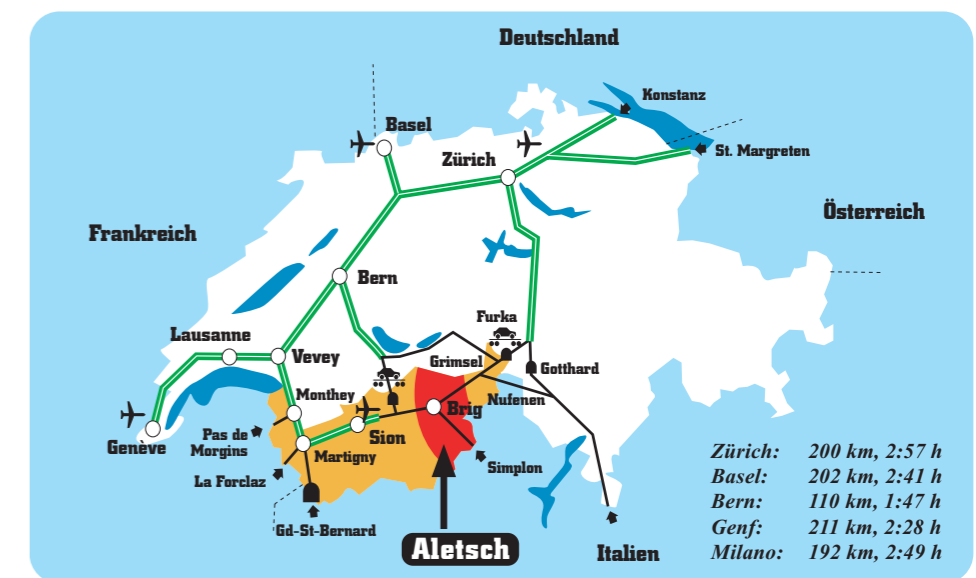 Deutschland
Konstanz
Basel
St. Margreten
Zürich
Österreich
Frankreich
Bern
Furka
Lausanne
Vevey
Grimsel
Gotthard
Monthey
Nufenen
Brig
Genève
Pas de
Morgins
Sion
Martigny
Simplon
La Forclaz
Gd-St-Bernard
Aletsch
Italien
Zürich: 200 km, 2:57 h
Basel: 202 km, 2:41 h
Bern: 110 km, 1:47 h
Genf: 211 km, 2:28 h
Milano: 192 km, 2:49 h